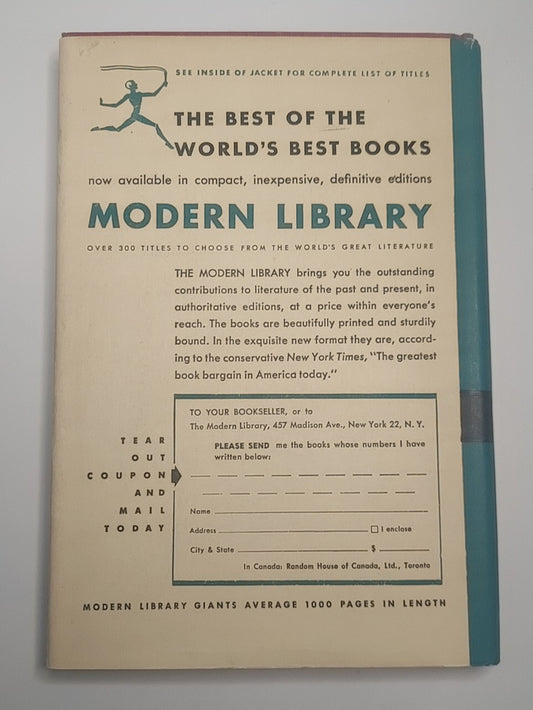 SEE INSIDE OF JACKET FOR COMPLETE LIST OF TITLES
THE BEST OF THE
WORLD'S BEST BOOKS
now available in compact, inexpensive, definitive editions
MODERN LIBRARY
OVER 300 TITLES TO CHOOSE FROM THE WORLD'S GREAT LITERATURE
THE MODERN LIBRARY brings you the outstanding
contributions to literature of the past and present, in
authoritative editions, at a price within everyone's
reach. The books are beautifully printed and sturdily
bound. In the exquisite new format they are, accord-
ing to the conservative New York Times, "The greatest
book bargain in America today."
TO YOUR BOOKSELLER, or to
The Modern Library, 457 Madison Ave., New York 22, N. Y.
PLEASE SEND me the books whose numbers I have
written below:
TEAR
OUT
COUPON
AND
MAIL
TODAY
Name
Address I enclose
City & State $
In Canada: Random House of Canada, Ltd., Toronto
MODERN LIBRARY GIANTS AVERAGE 1000 PAGES IN LENGTH